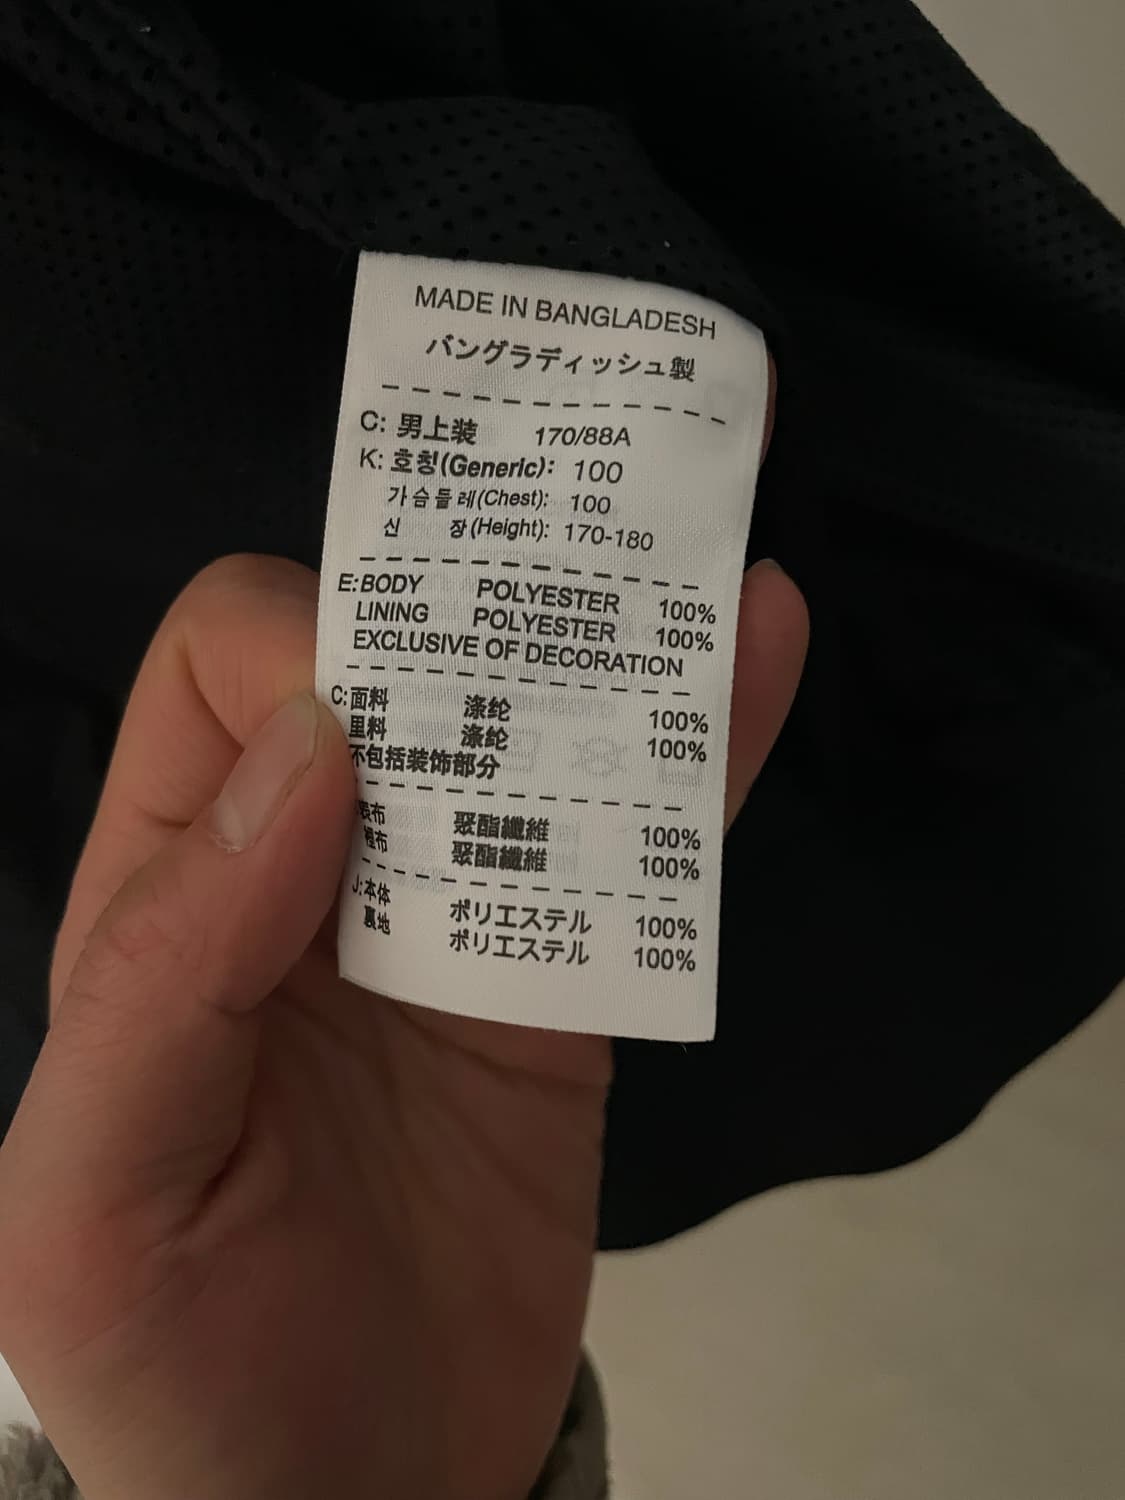 MADE IN BANGLADESH
バングラディッシュ製
C: 男上装 170/88A
K: 호칭(Generic): 100
가슴둘레(Chest): 100
신 장(Height): 170-180
E:BODY POLYESTER 100%
LINING POLYESTER 100%
EXCLUSIVE OF DECORATION
C:面料 涤纶 100%
里料 涤纶 100%
不包括装饰部分
表布 聚酯纖維 100%
裡布 聚酯纖維 100%
J:本体 ポリエステル 100%
裏地 ポリエステル 100%